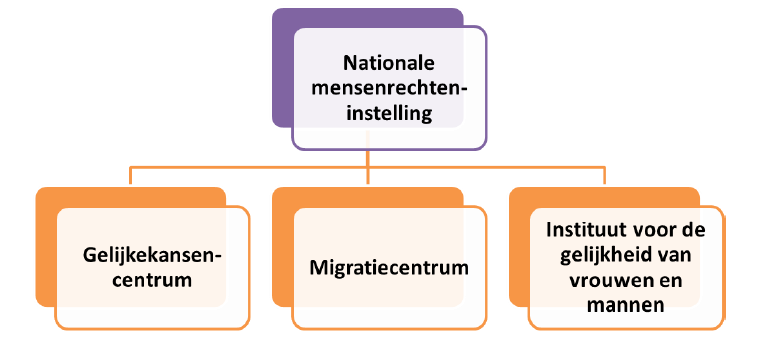 Nationale
mensenrechten-
instelling
Gelijkekansen-
centrum
Migratiecentrum
Instituut voor de
gelijkheid van
vrouwen en
mannen